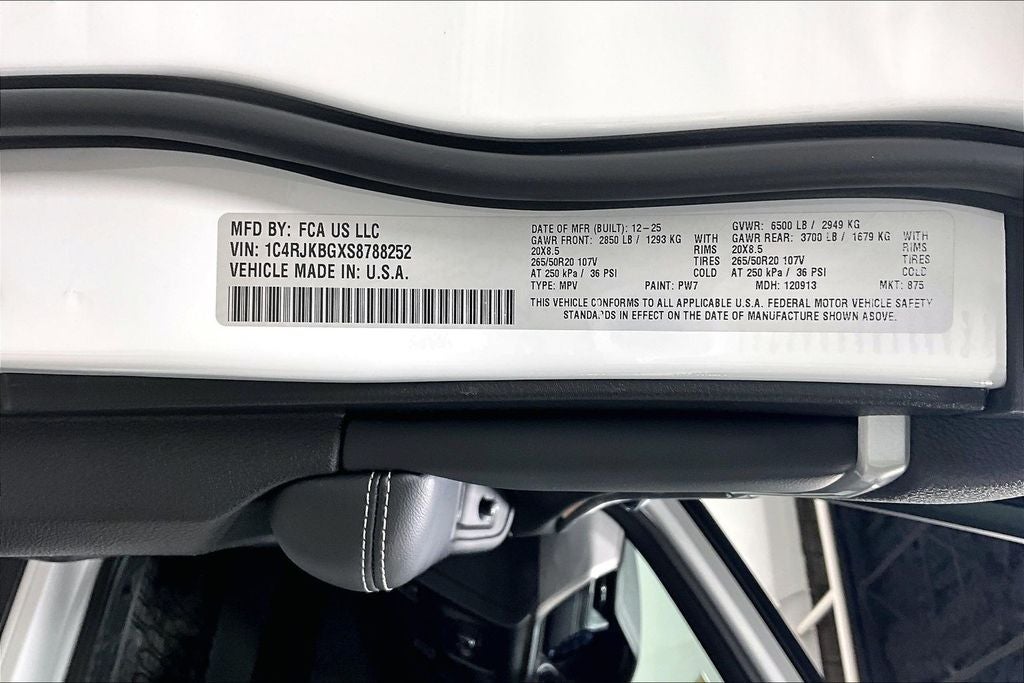 MFD BY: FCA US LLC
VIN: 1C4RJKBGXS8788252
VEHICLE MADE IN: U.S.A.
DATE OF MFR (BUILT): 12-25
GAWR FRONT: 2850 LB / 1293 KG WITH
20X8.5 RIMS
265/50R20 107V TIRES
AT 250 kPa / 36 PSI COLD
GVWR: 6500 LB / 2949 KG
GAWR REAR: 3700 LB / 1679 KG WITH
20X8.5 RIMS
265/50R20 107V TIRES
AT 250 kPa / 36 PSI COLD
TYPE: MPV PAINT: PW7 MDH: 120913 MKT: 875
THIS VEHICLE CONFORMS TO ALL APPLICABLE U.S.A. FEDERAL MOTOR VEHICLE SAFETY
STANDARDS IN EFFECT ON THE DATE OF MANUFACTURE SHOWN ABOVE.